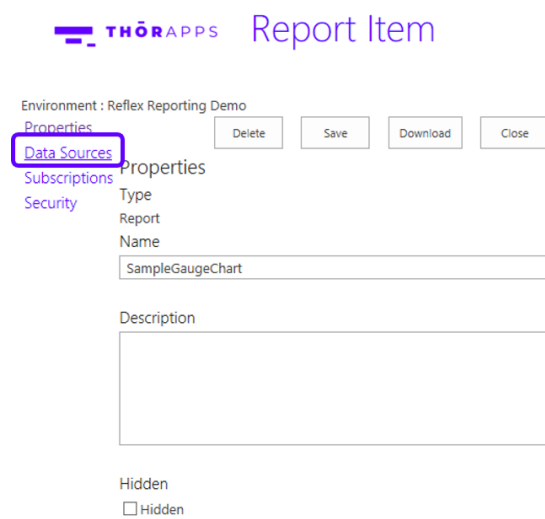 THŌRAPPS Report Item
Environment : Reflex Reporting Demo
Properties
Delete Save Download Close
Data Sources
Properties
Subscriptions
Type
Security
Report
Name
SampleGaugeChart
Description
Hidden
Hidden